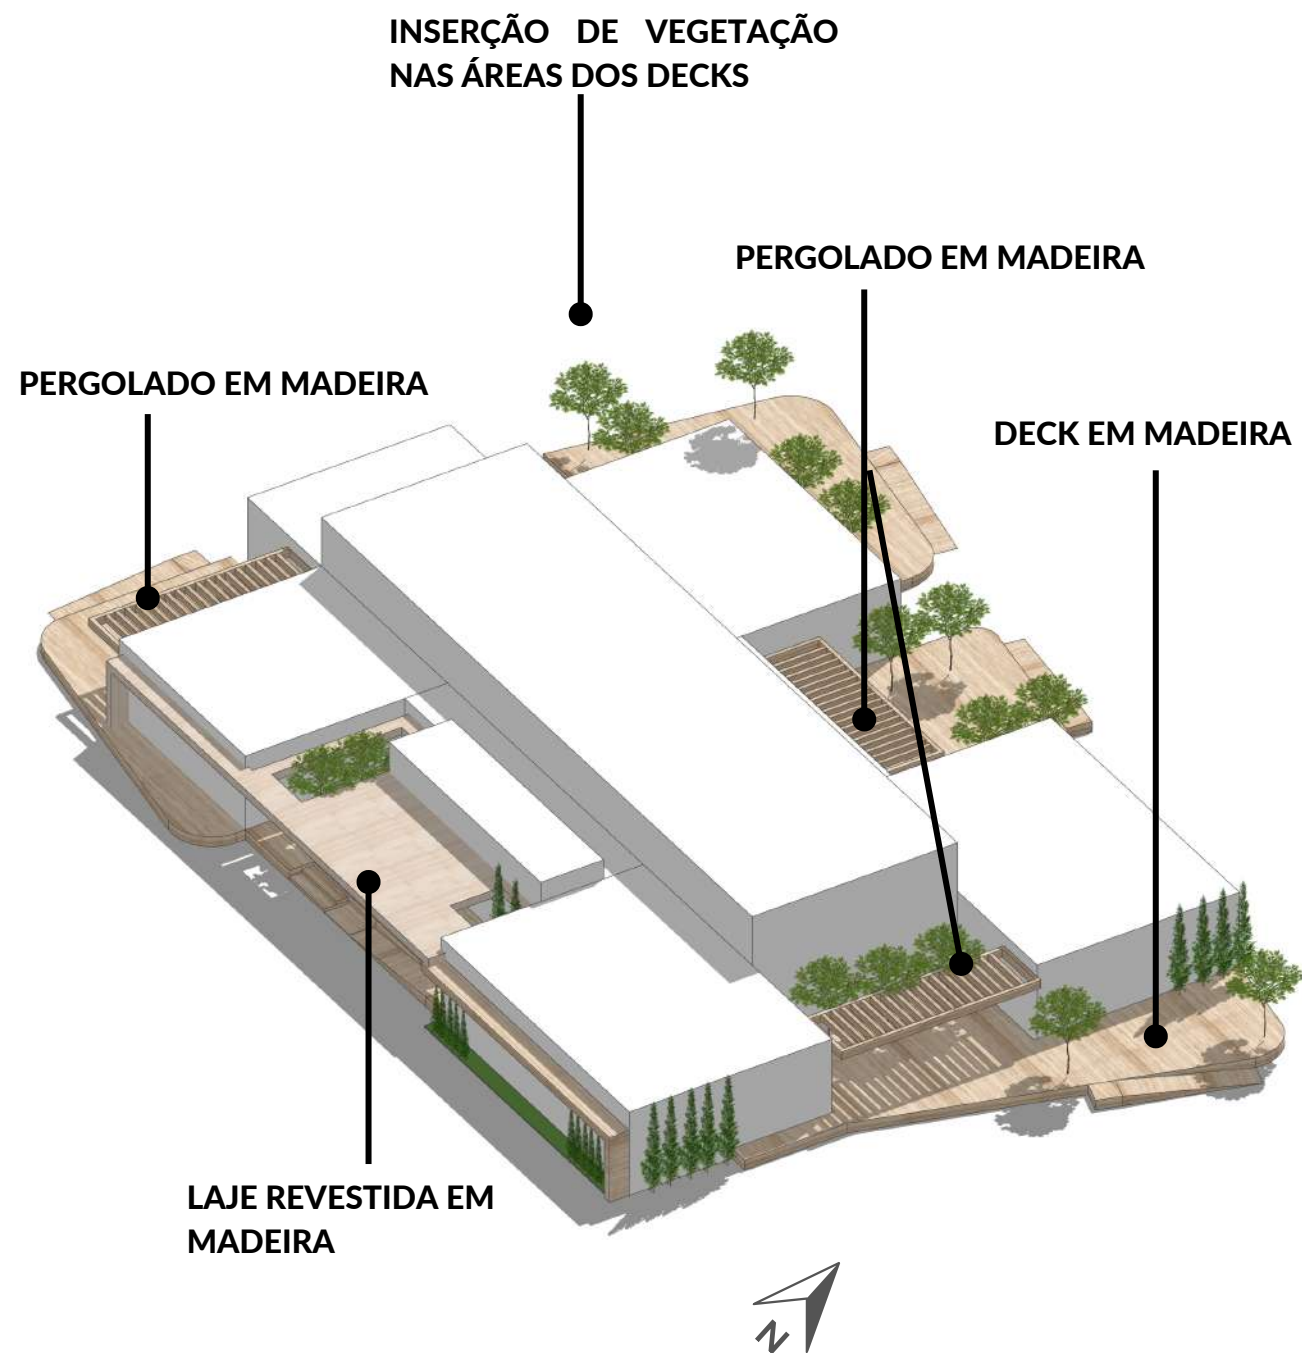 INSERÇÃO DE VEGETAÇÃO
NAS ÁREAS DOS DECKS
PERGOLADO EM MADEIRA
PERGOLADO EM MADEIRA
DECK EM MADEIRA
LAJE REVESTIDA EM
MADEIRA
N